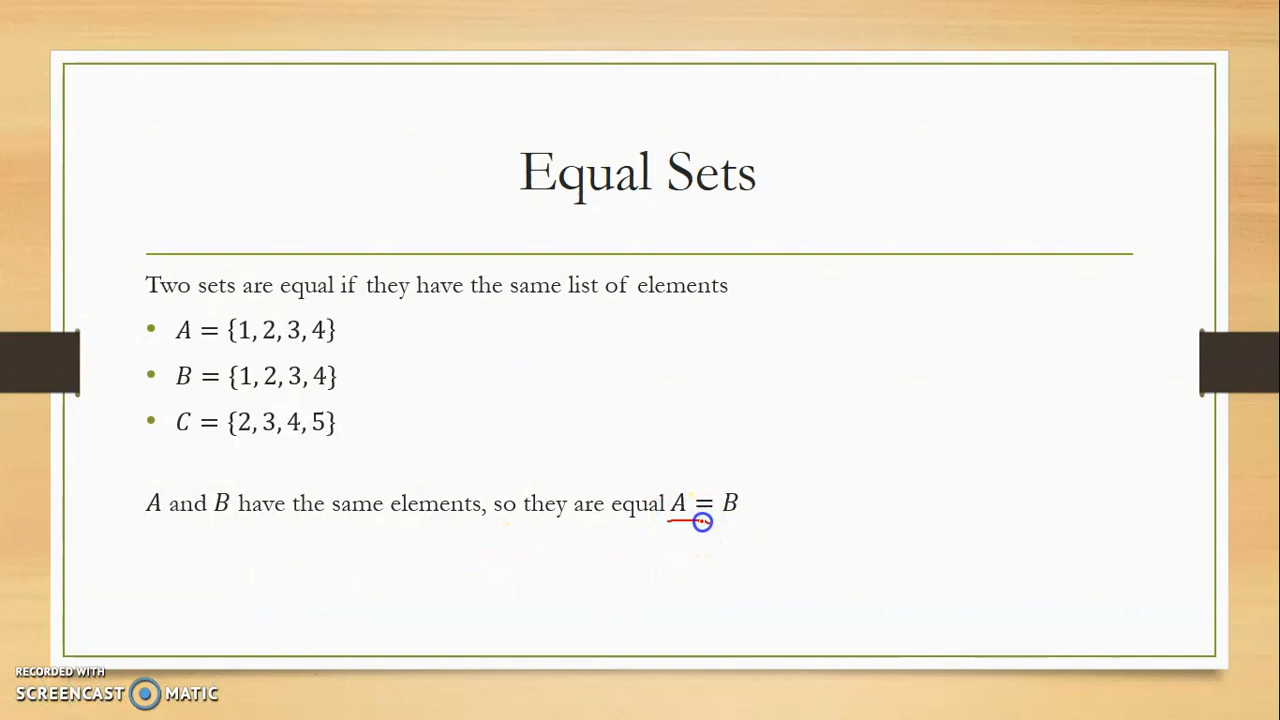 Equal Sets
Two sets are equal if they have the same list of elements
• A = {1, 2, 3, 4}
• B = {1, 2, 3, 4}
• C = {2, 3, 4, 5}
A and B have the same elements, so they are equal A = B
RECORDED WITH
SCREENCAST MATIC